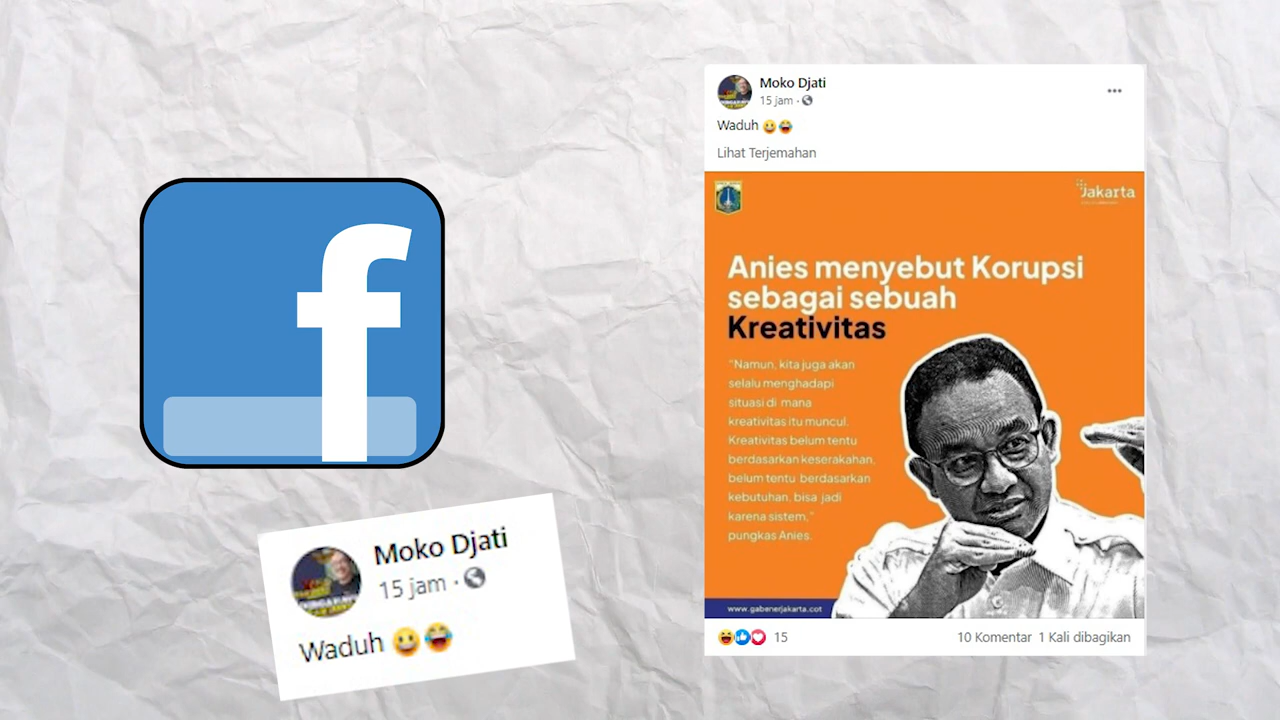 f
Moko Djati
15 jam
Waduh 😀😂
Moko Djati
15 jam
Waduh 😀😂
Lihat Terjemahan
Jakarta
Anies menyebut Korupsi
sebagai sebuah
Kreativitas
"Namun, kita juga akan
selalu menghadapi
situasi di mana
kreativitas itu muncul.
Kreativitas belum tentu
berdasarkan keserakahan,
belum tentu berdasarkan
kebutuhan, bisa jadi
karena sistem,"
pungkas Anies.
www.gabenerjakarta.cot
15
10 Komentar 1 Kali dibagikan